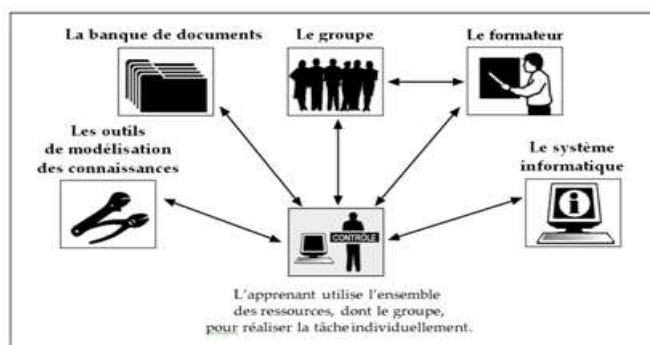 La banque de documents
Le groupe
Le formateur
Les outils
de modélisation
des connaissances
Le système
informatique
CONTRÔLE
L'apprenant utilise l'ensemble
des ressources, dont le groupe,
pour réaliser la tâche individuellement.